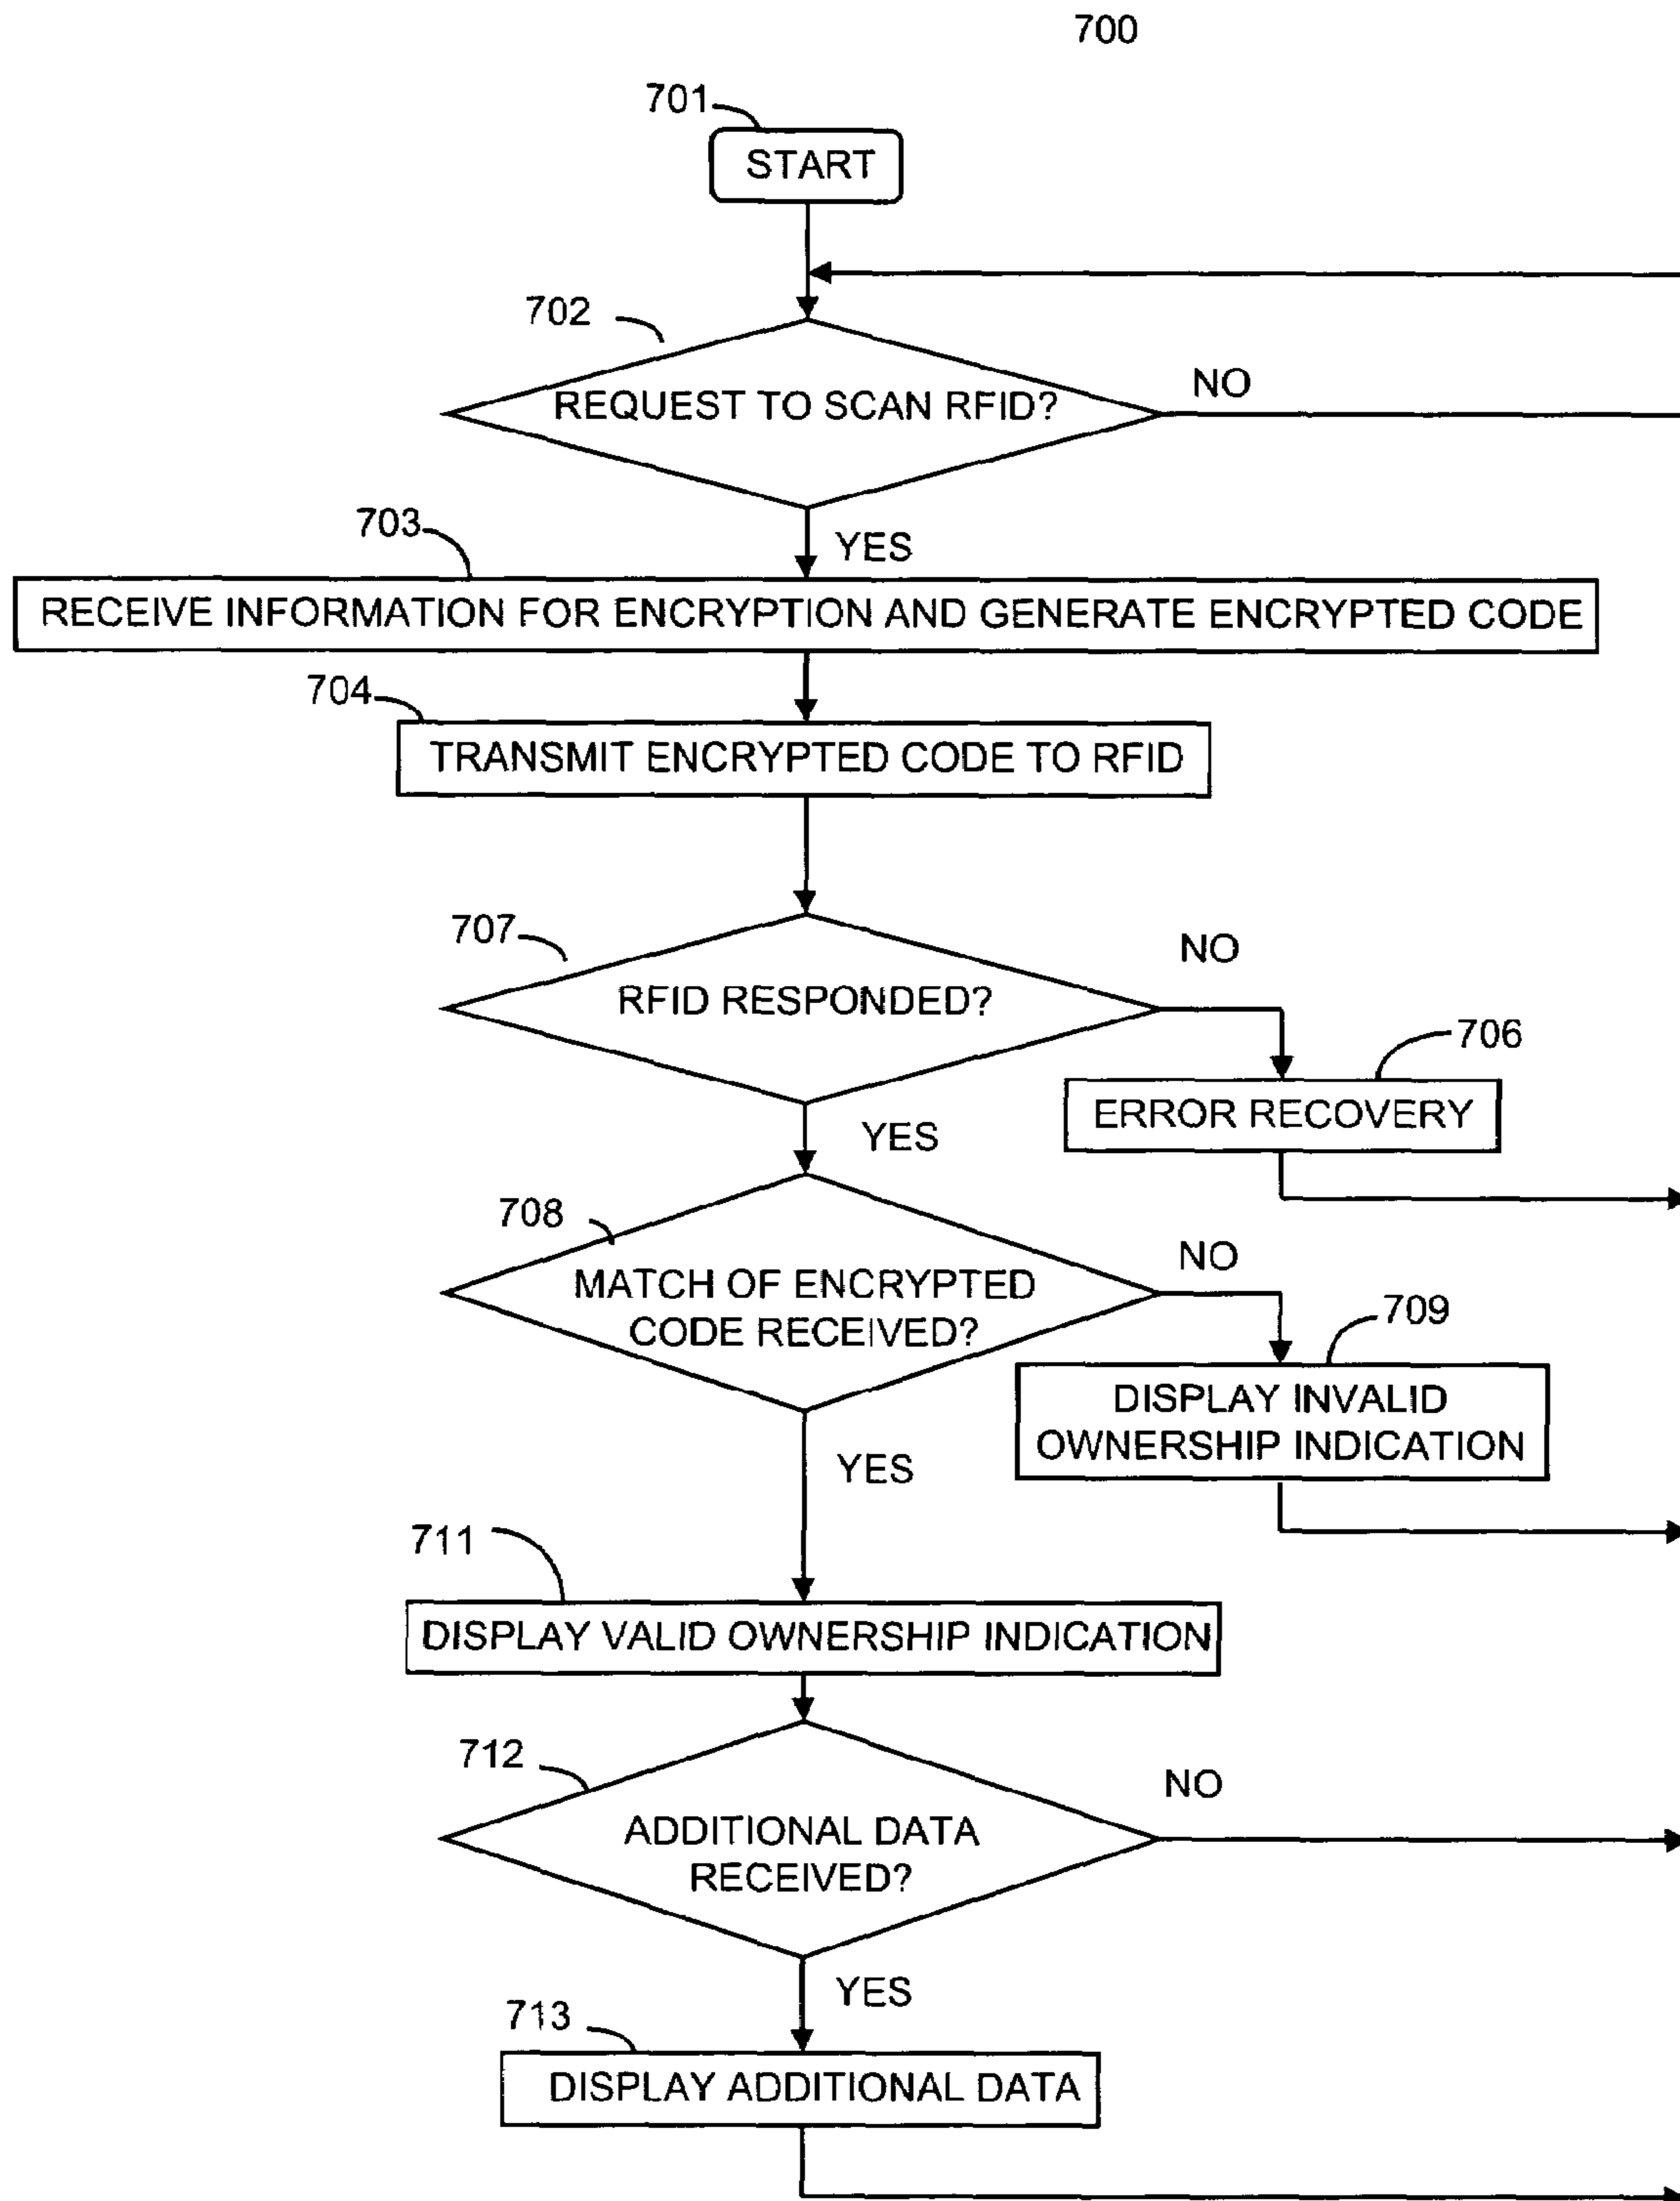 700
701
START
702
REQUEST TO SCAN RFID?
NO
703
YES
RECEIVE INFORMATION FOR ENCRYPTION AND GENERATE ENCRYPTED CODE
704
TRANSMIT ENCRYPTED CODE TO RFID
707
NO
RFID RESPONDED?
706
ERROR RECOVERY
YES
708
NO
MATCH OF ENCRYPTED
CODE RECEIVED?
709
DISPLAY INVALID
OWNERSHIP INDICATION
YES
711
DISPLAY VALID OWNERSHIP INDICATION
712
NO
ADDITIONAL DATA
RECEIVED?
YES
713
DISPLAY ADDITIONAL DATA